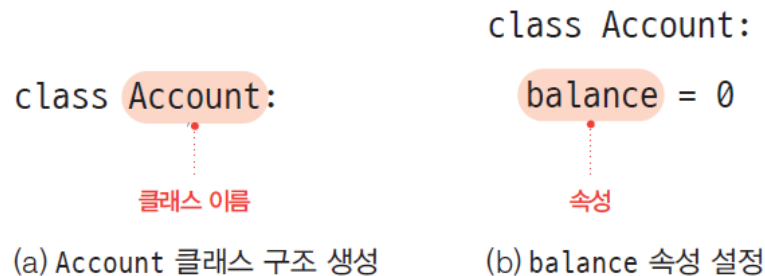 class Account:
클래스 이름
(a) Account 클래스 구조 생성
class Account:
balance = 0
속성
(b) balance 속성 설정